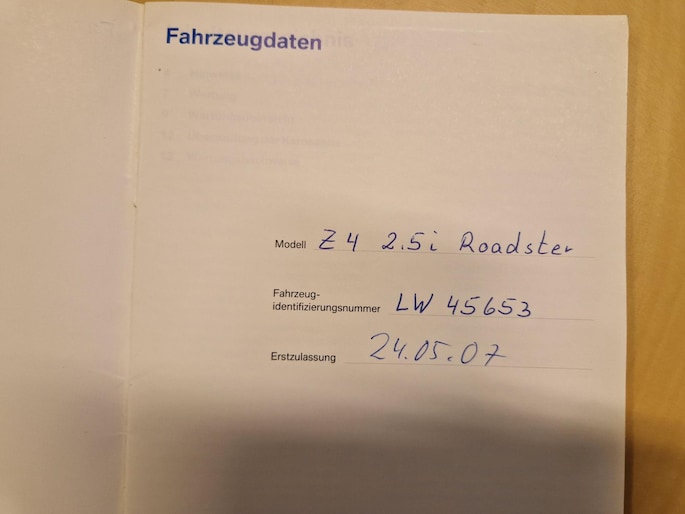 Fahrzeugdaten
Modell Z4 2.5i Roadster
Fahrzeug-
identifizierungsnummer LW 45653
Erstzulassung 24.05.07